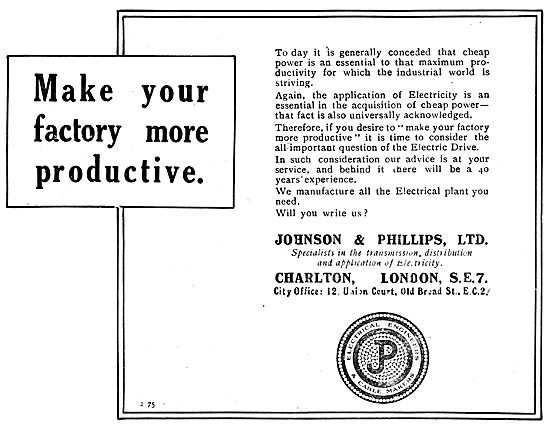 Make your
factory more
productive.
To day it is generally conceded that cheap
power is an essential to that maximum pro-
ductivity for which the industrial world is
striving.
Again, the application of Electricity is an
essential in the acquisition of cheap power—
that fact is also universally acknowledged.
Therefore, if you desire to "make your factory
more productive" it is time to consider the
all-important question of the Electric Drive.
In such consideration our advice is at your
service, and behind it there will be a 40
years' experience.
We manufacture all the Electrical plant you
need.
Will you write us?
JOHNSON & PHILLIPS, LTD.
Specialists in the transmission, distribution
and application of Electricity.
CHARLTON, LONDON, S.E.7.
City Office: 12, Union Court, Old Broad St., E.C.2.
ELECTRICAL ENGINEERS
JP
& CABLE MAKERS
2 75